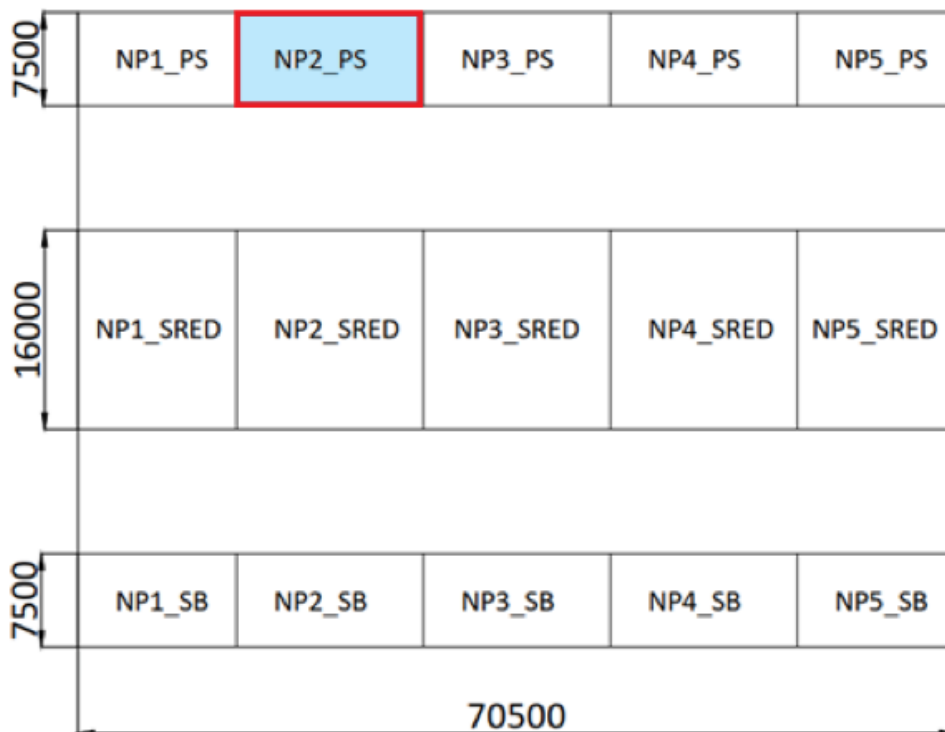 7500
NP1_PS NP2_PS NP3_PS NP4_PS NP5_PS
16000
NP1_SRED NP2_SRED NP3_SRED NP4_SRED NP5_SRED
7500
NP1_SB NP2_SB NP3_SB NP4_SB NP5_SB
70500